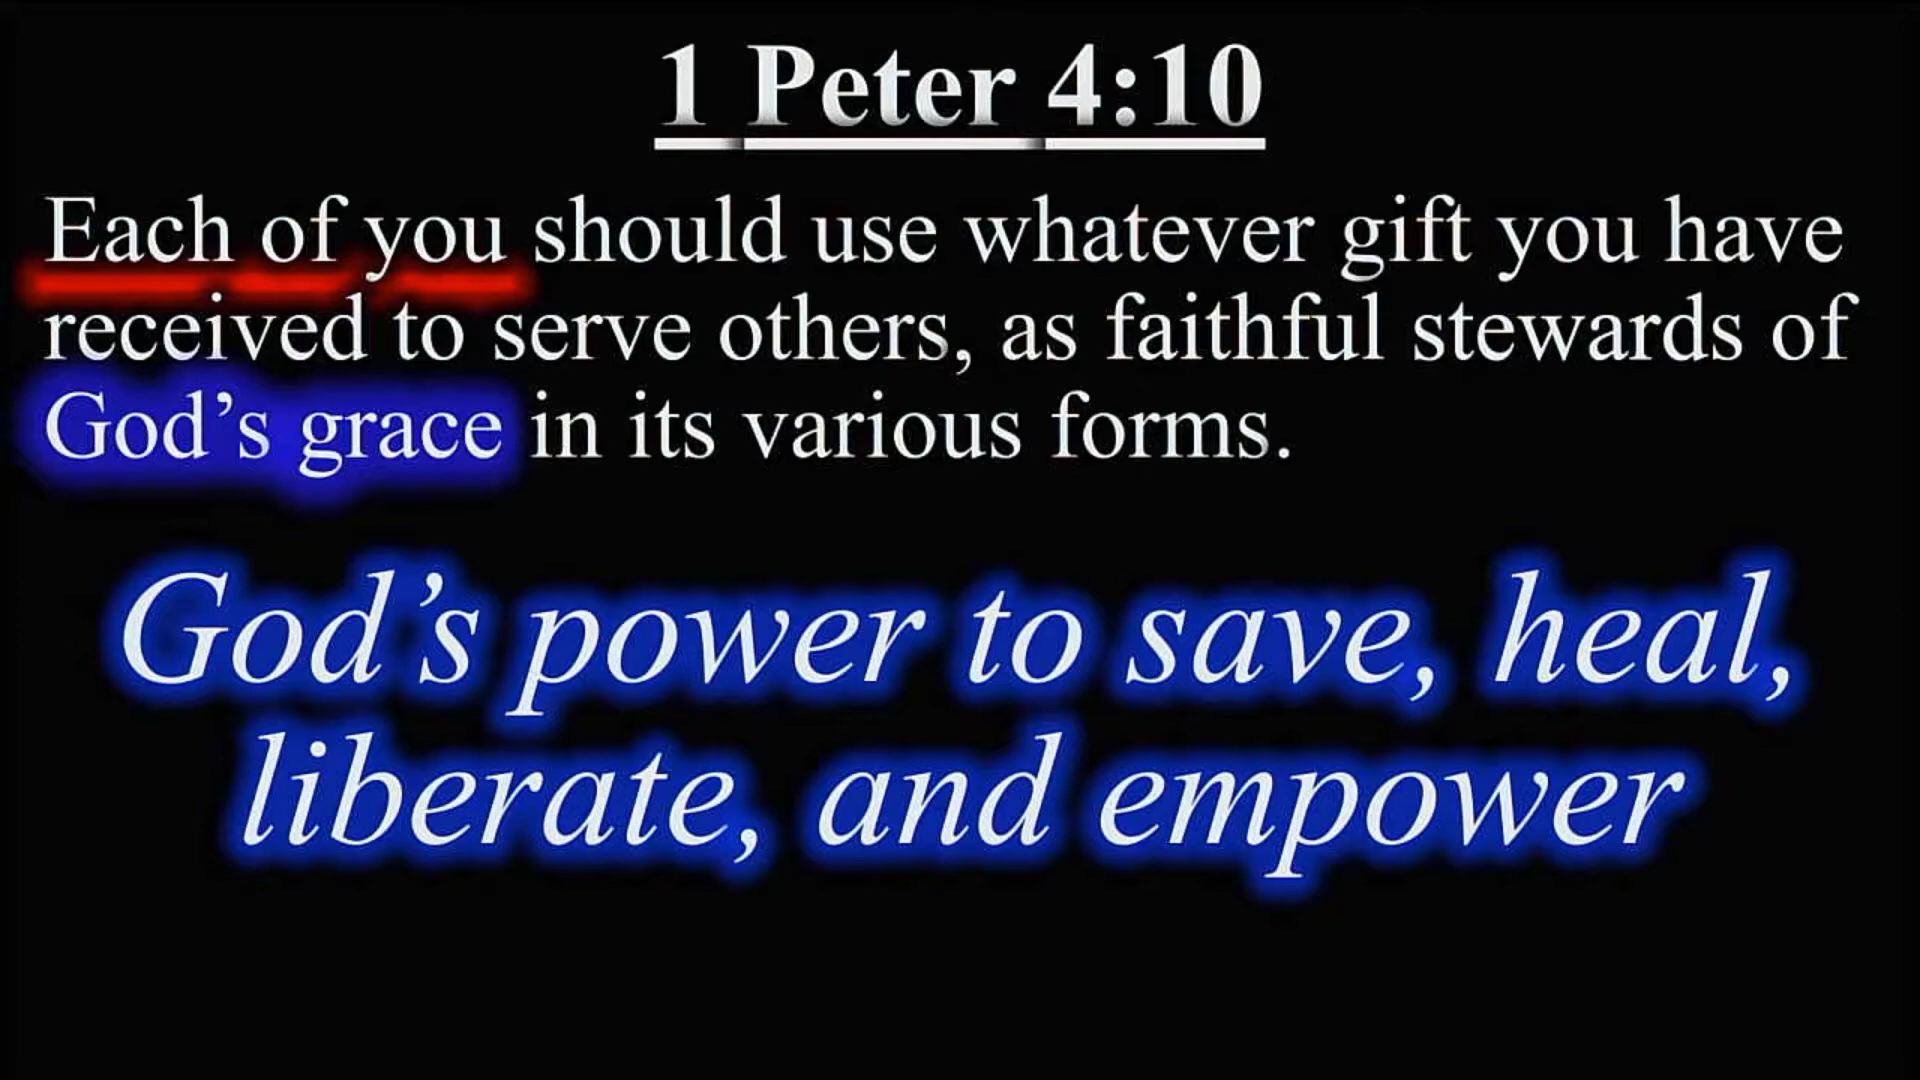 1 Peter 4:10
Each of you should use whatever gift you have
received to serve others, as faithful stewards of
God’s grace in its various forms.
God’s power to save, heal,
liberate, and empower